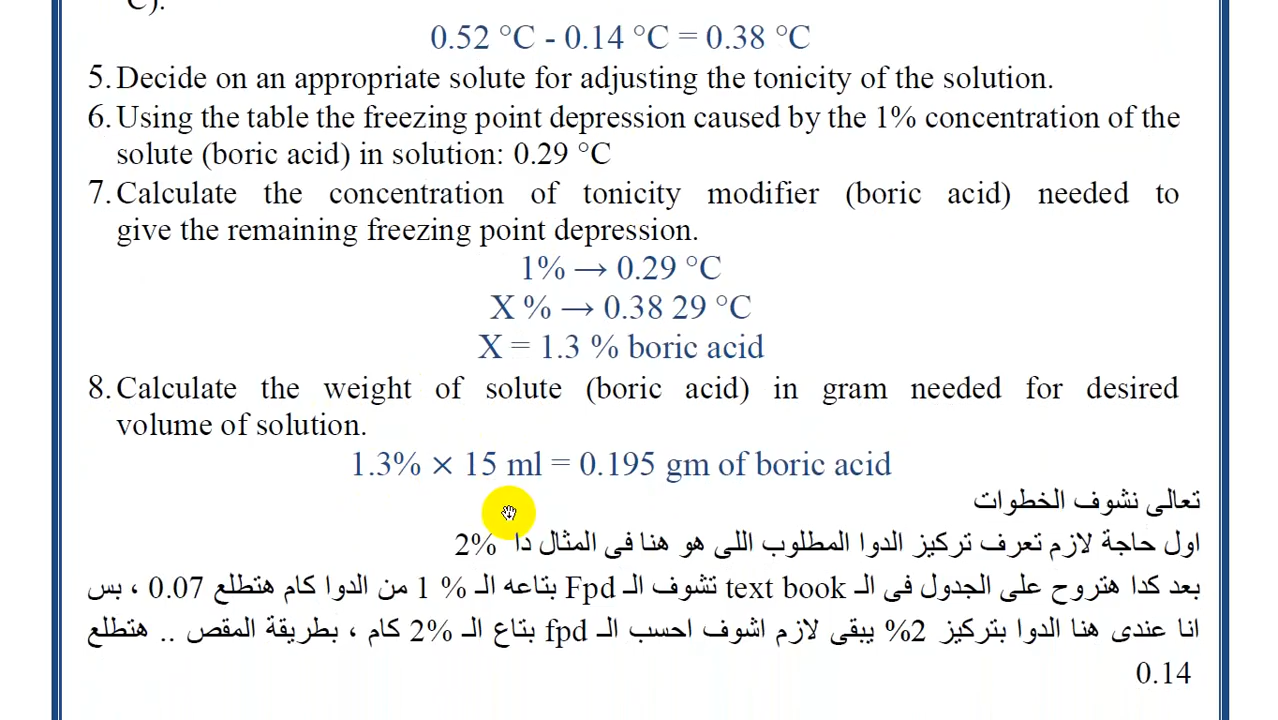 C).
0.52 °C - 0.14 °C = 0.38 °C
5. Decide on an appropriate solute for adjusting the tonicity of the solution.
6. Using the table the freezing point depression caused by the 1% concentration of the
solute (boric acid) in solution: 0.29 °C
7. Calculate the concentration of tonicity modifier (boric acid) needed to
give the remaining freezing point depression.
1% → 0.29 °C
X % → 0.38 29 °C
X = 1.3 % boric acid
8. Calculate the weight of solute (boric acid) in gram needed for desired
volume of solution.
1.3% × 15 ml = 0.195 gm of boric acid
تعالى نشوف الخطوات
اول حاجة لازم تعرف تركيز الدوا المطلوب اللى هو هنا فى المثال دا 2%
بعد كدا هتروح على الجدول فى الـ text book تشوف الـ Fpd بتاعه الـ % 1 من الدوا كام هتطلع 0.07 ، بس
انا عندى هنا الدوا بتركيز 2% يبقى لازم اشوف احسب الـ fpd بتاع الـ 2% كام ، بطريقة المقص .. هتطلع
0.14